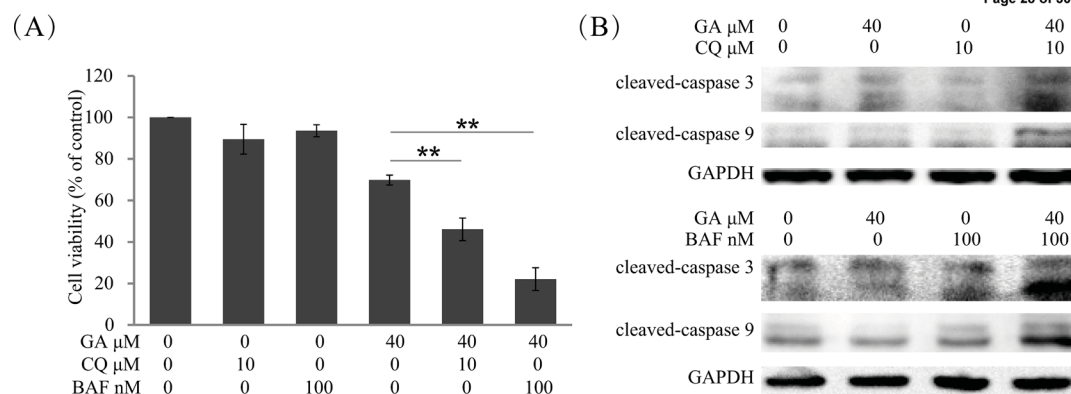 Page 28 of 30
(A)
(B)
Cell viability (% of control)
120
100
80
60
40
20
0
**
**
GA μM 0 0 0 40 40 40
CQ μM 0 10 0 0 10 0
BAF nM 0 0 100 0 0 100
GA μM 0 40 0 40
CQ μM 0 0 10 10
cleaved-caspase 3
cleaved-caspase 9
GAPDH
GA μM 0 40 0 40
BAF nM 0 0 100 100
cleaved-caspase 3
cleaved-caspase 9
GAPDH